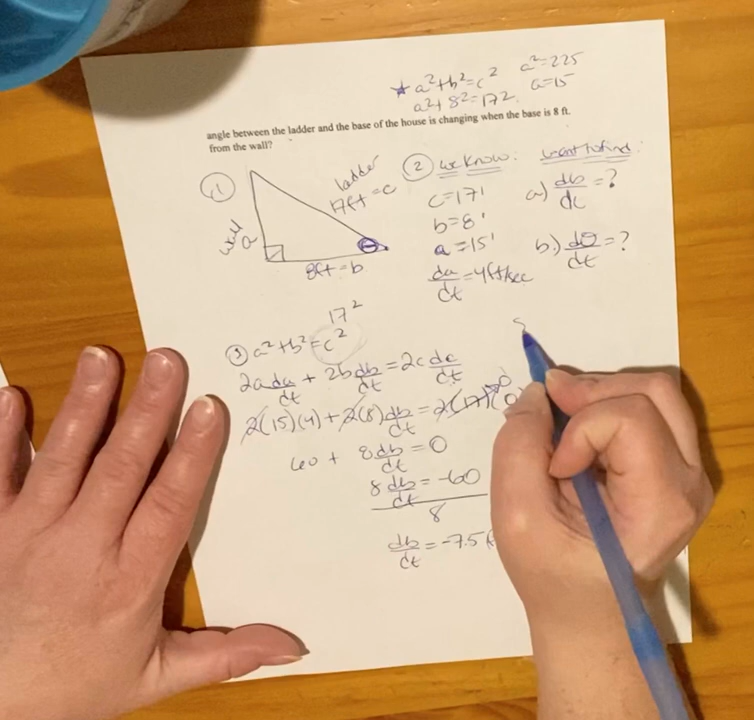 ★ a²+b²=c²
a²=225
a²+8²=17²
a=15
angle between the ladder and the base of the house is changing when the base is 8 ft.
from the wall?
①
wall
a
ladder
17ft=c
θ
8ft=b
② we know:
c=17'
b=8'
a=15'
da/dt=4ft/sec
want to find:
a) db/dt=?
b.) dθ/dt=?
17²
③ a²+b²=c²
2a da/dt + 2b db/dt = 2c dc/dt
2(15)(4)+2(8)db/dt = 2(17)(0
0
60 + 8db/dt = 0
8db/dt = -60
8
db/dt = -7.5